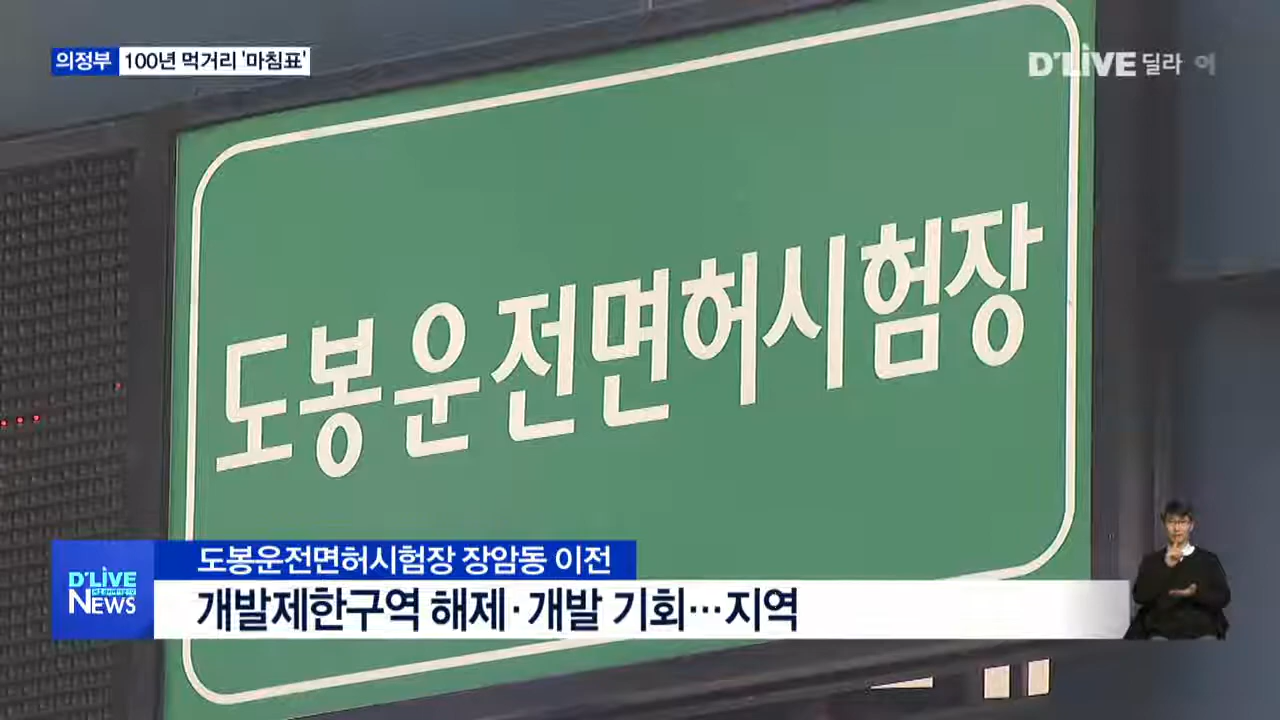 의정부 100년 먹거리 '마침표'
D'LIVE 딜라
도봉운전면허시험장
도봉운전면허시험장 장암동 이전
D'LIVE
NEWS
개발제한구역 해제·개발 기회…지역